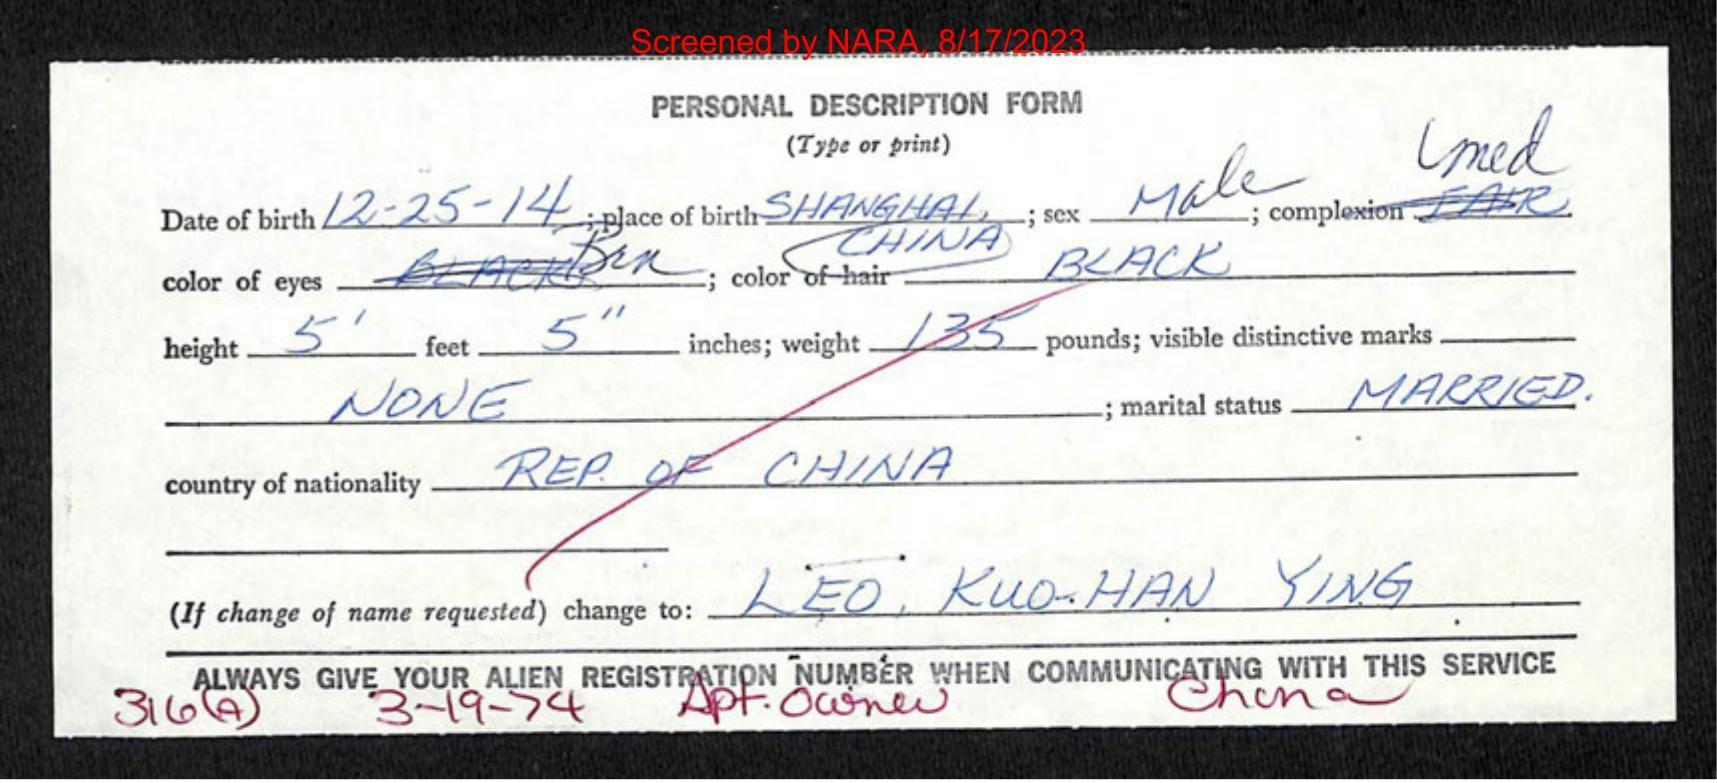 Screened by NARA, 8/17/2023
PERSONAL DESCRIPTION FORM
(Type or print)
med
Date of birth 12-25-14 ; place of birth SHANGHAI, ; sex Male ; complexion FAIR
CHINA
color of eyes BLACK Brn ; color of hair BLACK
height 5' feet 5" inches; weight 135 pounds; visible distinctive marks
NONE ; marital status MARRIED.
country of nationality REP. OF CHINA
(If change of name requested) change to: LEO, KUO-HAN YING
ALWAYS GIVE YOUR ALIEN REGISTRATION NUMBER WHEN COMMUNICATING WITH THIS SERVICE
316(A) 3-19-74 Apt. Owner China